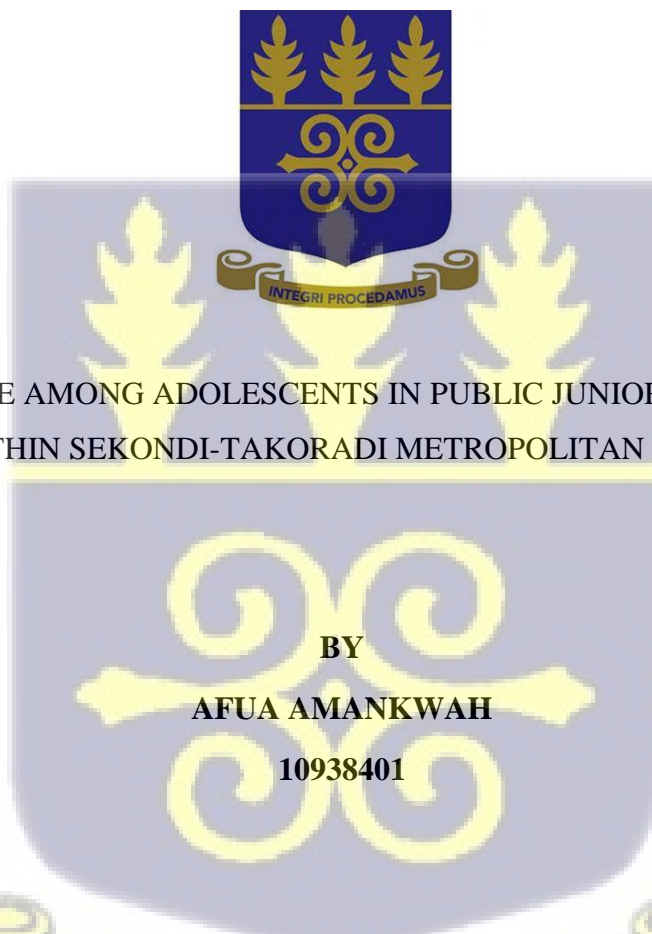 INTEGRI PROCEDAMUS
E AMONG ADOLESCENTS IN PUBLIC JUNIOR
THIN SEKONDI-TAKORADI METROPOLITAN
BY
AFUA AMANKWAH
10938401